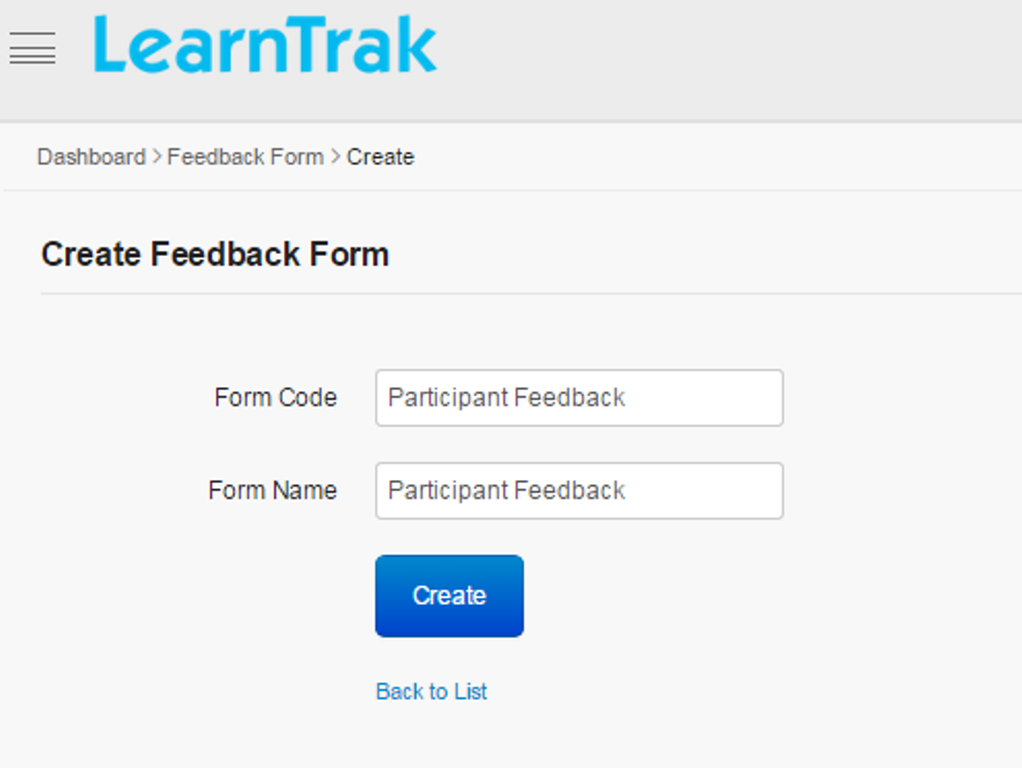 LearnTrak
Dashboard > Feedback Form > Create
Create Feedback Form
Form Code Participant Feedback
Form Name Participant Feedback
Create
Back to List